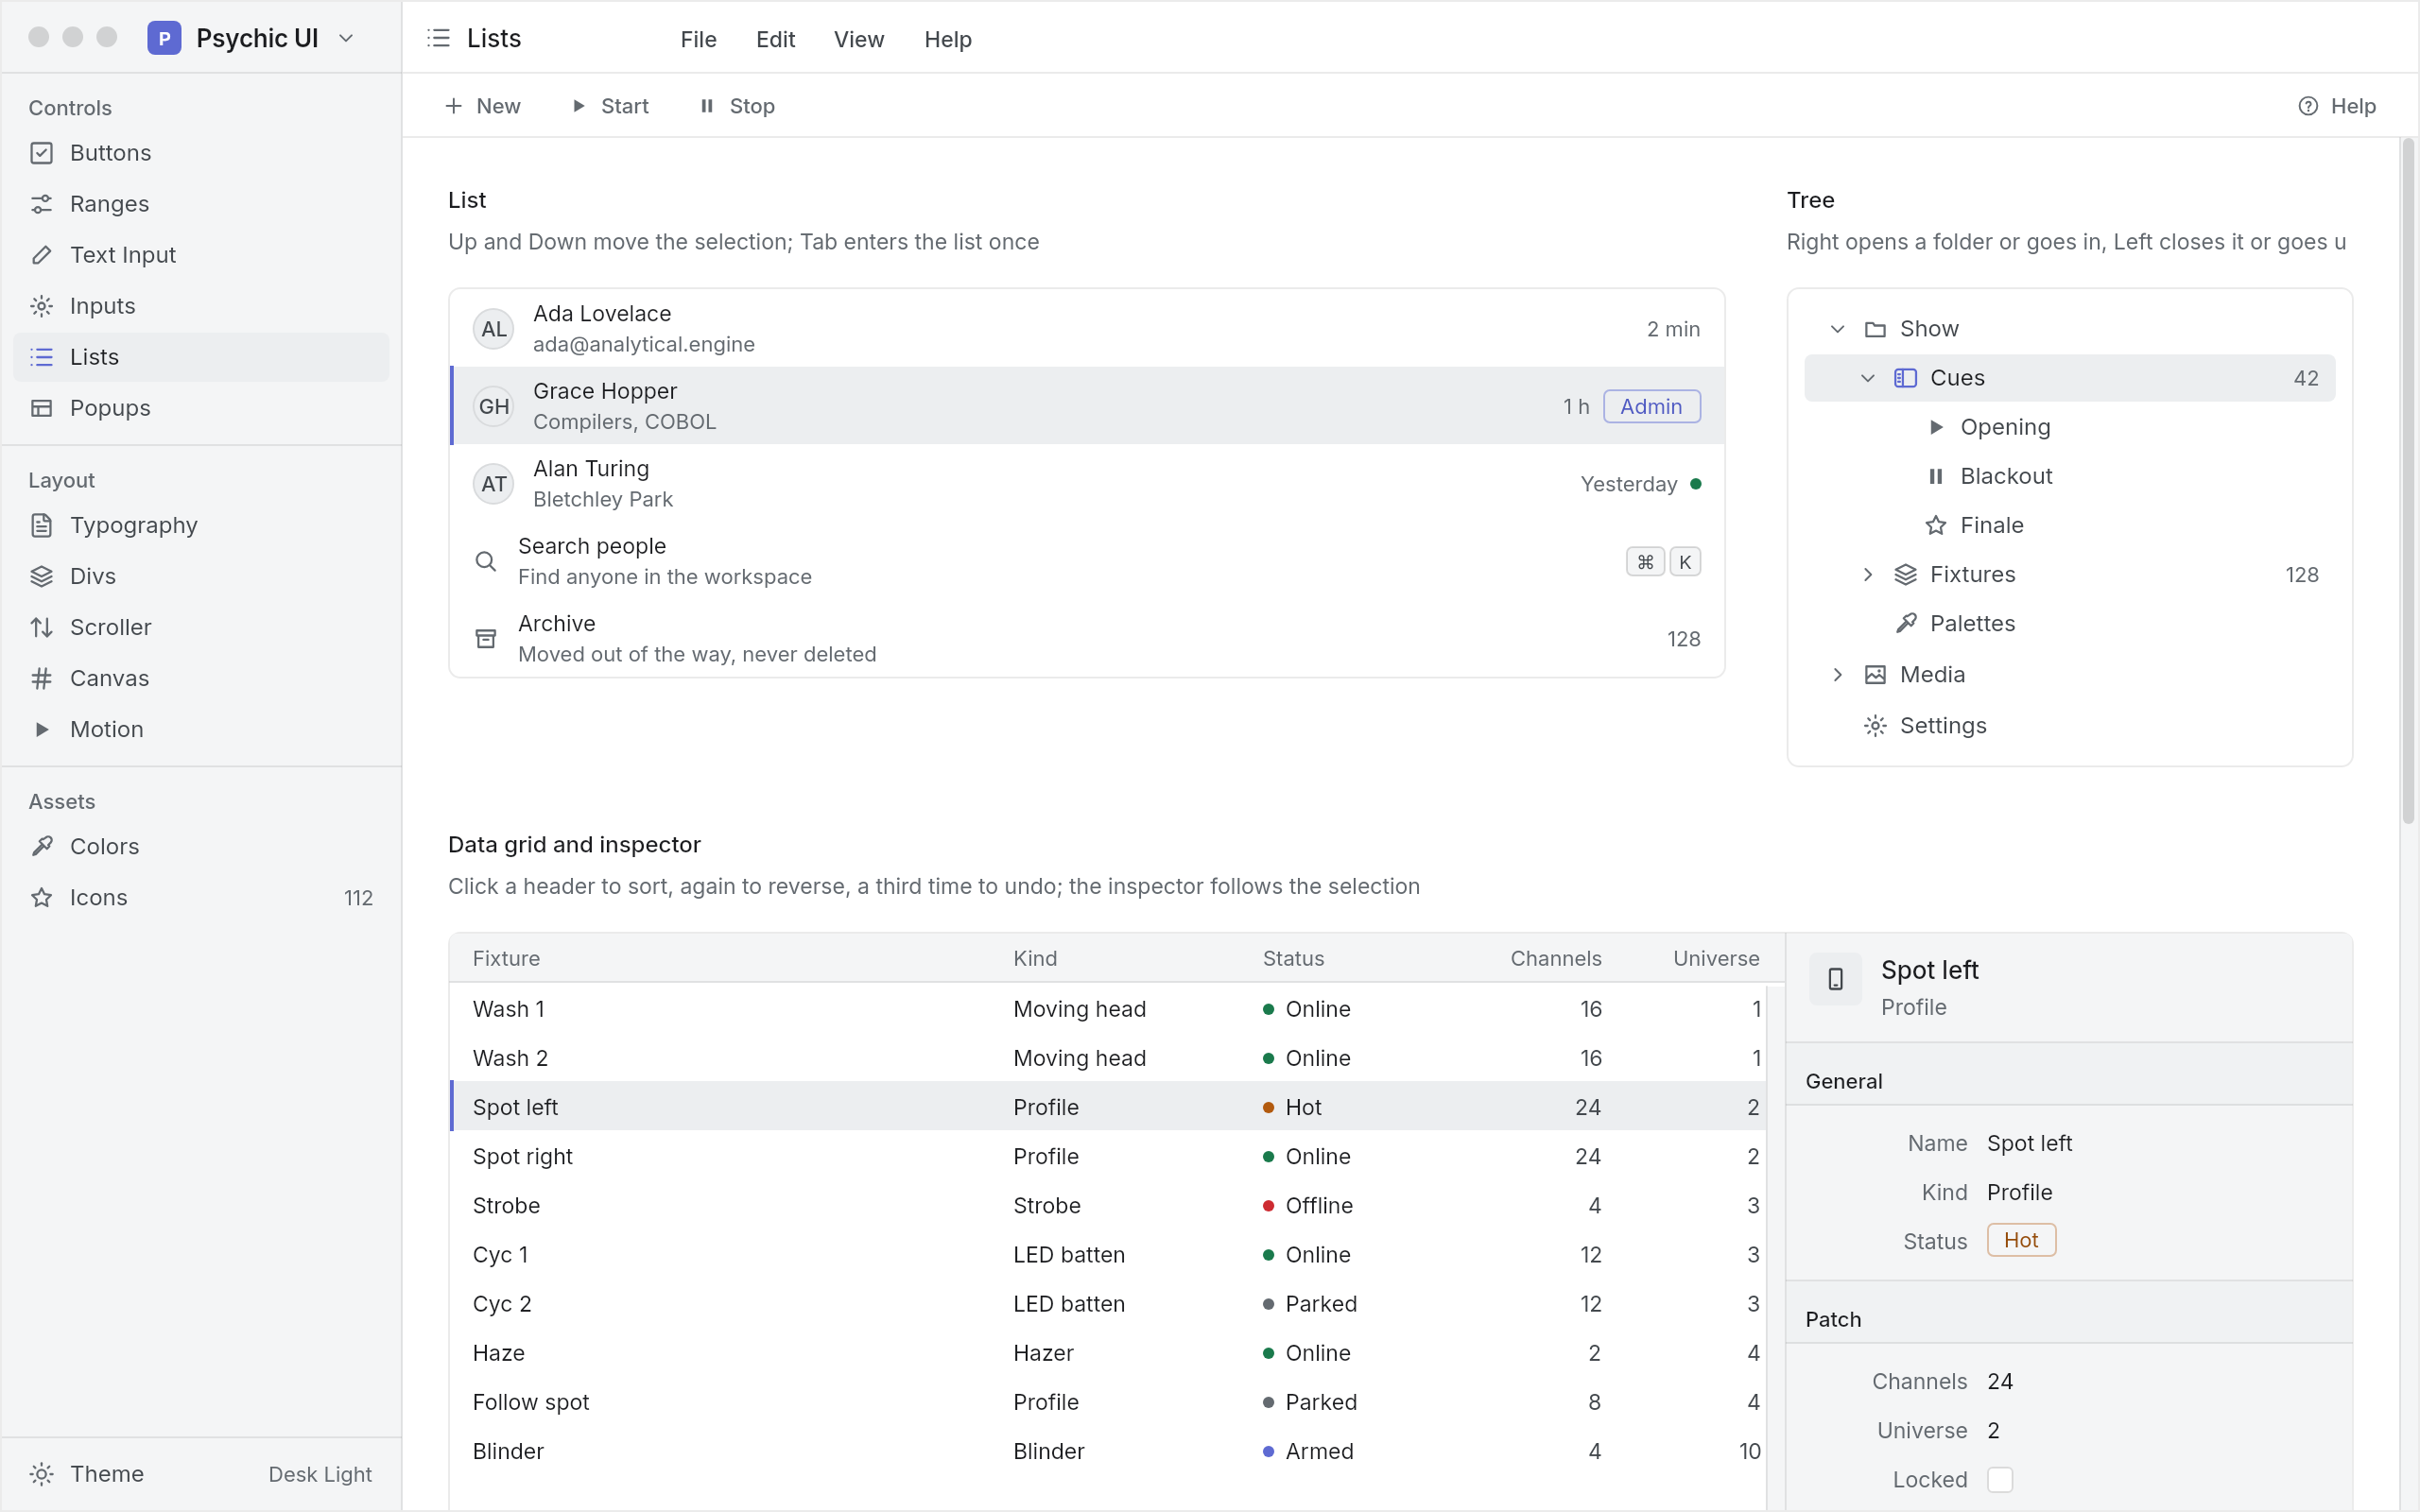 P Psychic UI
Lists
File Edit View Help
New Start Stop Help
Controls
Buttons
Ranges
Text Input
Inputs
Lists
Popups
Layout
Typography
Divs
Scroller
Canvas
Motion
Assets
Colors
Icons 112
Theme Desk Light
List
Up and Down move the selection; Tab enters the list once
AL Ada Lovelace 2 min
ada@analytical.engine
GH Grace Hopper 1 h Admin
Compilers, COBOL
AT Alan Turing Yesterday
Bletchley Park
Search people ⌘ K
Find anyone in the workspace
Archive 128
Moved out of the way, never deleted
Tree
Right opens a folder or goes in, Left closes it or goes u
Show
Cues 42
Opening
Blackout
Finale
Fixtures 128
Palettes
Media
Settings
Data grid and inspector
Click a header to sort, again to reverse, a third time to undo; the inspector follows the selection
Fixture Kind Status Channels Universe
Wash 1 Moving head Online 16 1
Wash 2 Moving head Online 16 1
Spot left Profile Hot 24 2
Spot right Profile Online 24 2
Strobe Strobe Offline 4 3
Cyc 1 LED batten Online 12 3
Cyc 2 LED batten Parked 12 3
Haze Hazer Online 2 4
Follow spot Profile Parked 8 4
Blinder Blinder Armed 4 10
Spot left
Profile
General
Name Spot left
Kind Profile
Status Hot
Patch
Channels 24
Universe 2
Locked